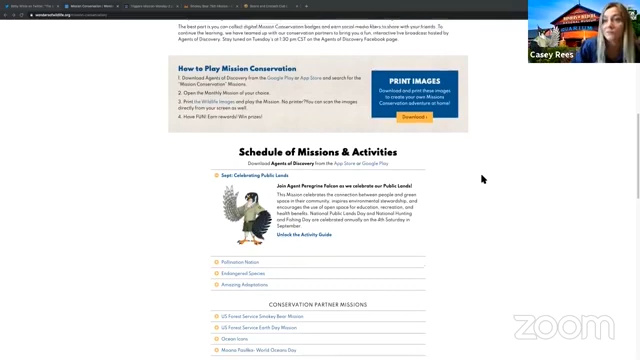 wondersofwildlife.org/mission-conservation/
The best part is you can collect digital Mission Conservation badges and earn social media filters to share with your friends. To
continue the learning, we have teamed up with our conservation partners to bring you a fun, interactive live broadcast by
Agents of Discovery. Stay tuned on Tuesday's at 1:30 pm CST on the Agents of Discovery Facebook page.
Casey Rees
How to Play Mission Conservation
1. Download Agents of Discovery from the Google Play or App Store and search for the
"Mission Conservation" Missions.
2. Open the Monthly Mission of your choice.
3. Print the Wildlife Images and play the Mission. No printer? You can scan the images
directly from your screen as well.
4. Have FUN! Earn rewards! Win prizes!
PRINT IMAGES
Download and print these images
to create your own Missions
Conservation adventure at home!
Download ›
Schedule of Missions & Activities
Download Agents of Discovery from the App Store or Google Play
Sept: Celebrating Public Lands
Join Agent Peregrine Falcon as we celebrate our Public Lands!
This Mission celebrates the connection between people and green
space in their community, inspires environmental stewardship, and
encourages the use of open space for education, recreation, and
health benefits. National Public Lands Day and National Hunting
and Fishing Day are celebrated annually on the 4th Saturday in
September.
Unlock the Activity Guide
Pollination Nation
Endangered Species
Amazing Adaptations
CONSERVATION PARTNER MISSIONS
US Forest Service Smokey Bear Mission
US Forest Service Earth Day Mission
Ocean Icons
Moana Pasifika- World Oceans Day
zoom